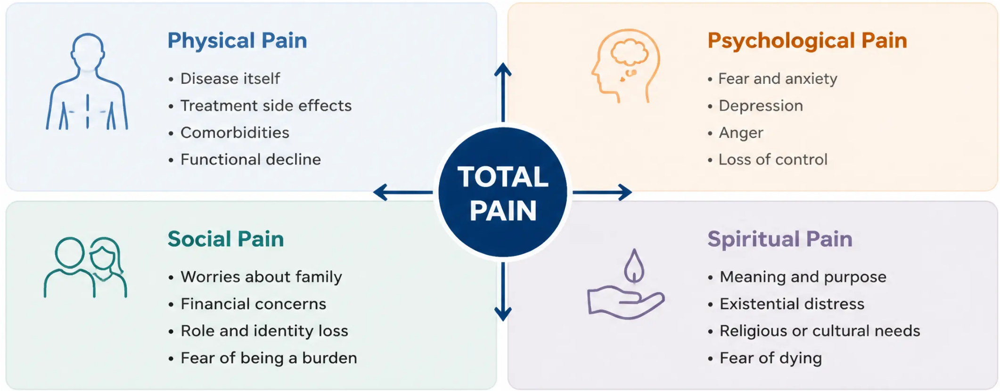 Physical Pain
• Disease itself
• Treatment side effects
• Comorbidities
• Functional decline
Psychological Pain
• Fear and anxiety
• Depression
• Anger
• Loss of control
TOTAL
PAIN
Social Pain
• Worries about family
• Financial concerns
• Role and identity loss
• Fear of being a burden
Spiritual Pain
• Meaning and purpose
• Existential distress
• Religious or cultural needs
• Fear of dying